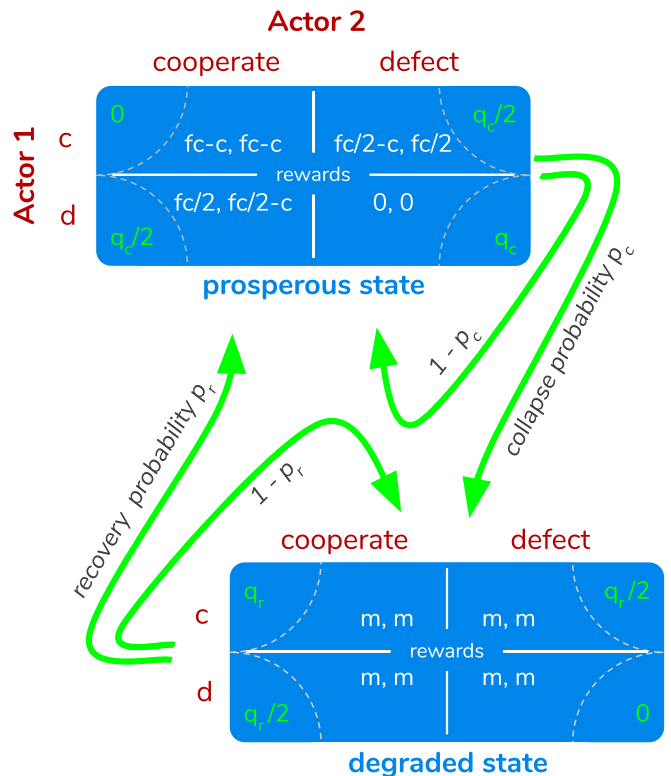 Actor 2
cooperate defect
Actor 1
c
d
0
q_c/2
fc-c, fc-c
fc/2-c, fc/2
rewards
fc/2, fc/2-c
0, 0
q_c/2
q_c
prosperous state
1 - p_c
collapse probability p_c
recovery probability p_r
1 - p_r
cooperate defect
c
d
q_r
q_r/2
m, m
m, m
rewards
m, m
m, m
q_r/2
0
degraded state